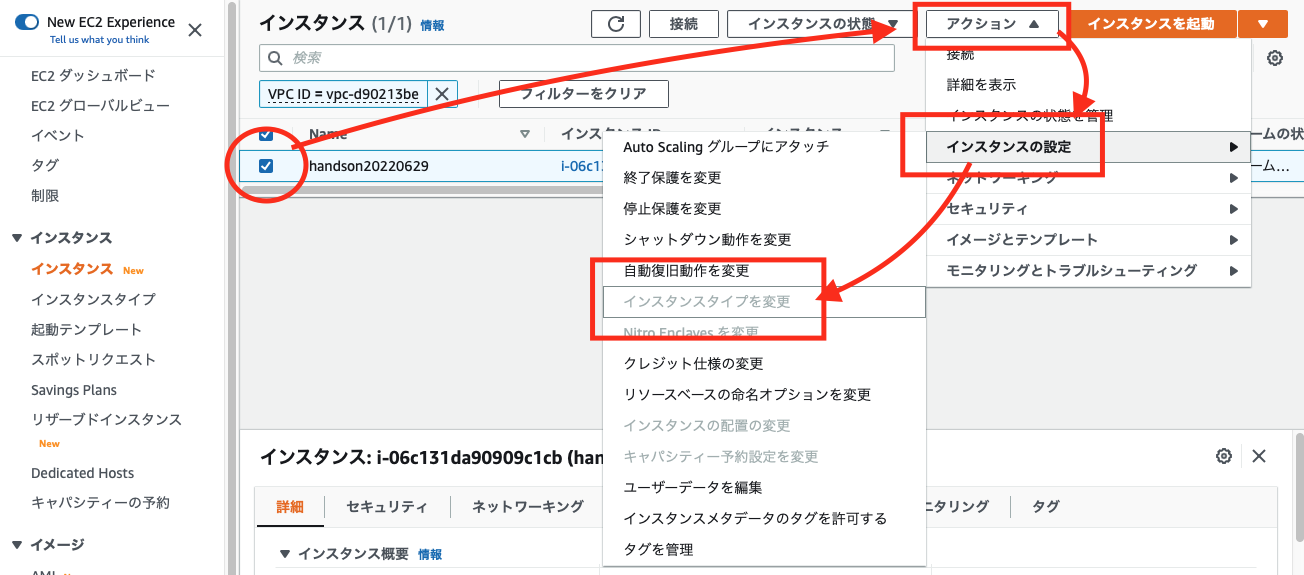 New EC2 Experience
Tell us what you think
EC2 ダッシュボード
EC2 グローバルビュー
イベント
タグ
制限
インスタンス
インスタンス New
インスタンスタイプ
起動テンプレート
スポットリクエスト
Savings Plans
リザーブドインスタンス
New
Dedicated Hosts
キャパシティーの予約
イメージ
インスタンス (1/1) 情報
接続
インスタンスの状態
アクション
インスタンスを起動
検索
VPC ID = vpc-d90213be
フィルターをクリア
Name
handson20220629
i-06c1
ームの状
ーム...
接続
詳細を表示
インスタンスの状態を管理
インスタンスの設定
ネットワーキング
セキュリティ
イメージとテンプレート
モニタリングとトラブルシューティング
Auto Scaling グループにアタッチ
終了保護を変更
停止保護を変更
シャットダウン動作を変更
自動復旧動作を変更
インスタンスタイプを変更
Nitro Enclaves を変更
クレジット仕様の変更
リソースベースの命名オプションを変更
インスタンスの配置の変更
キャパシティー予約設定を変更
ユーザーデータを編集
インスタンスメタデータのタグを許可する
タグを管理
インスタンス: i-06c131da90909c1cb (han
詳細
セキュリティ
ネットワーキング
ニタリング
タグ
インスタンス概要 情報